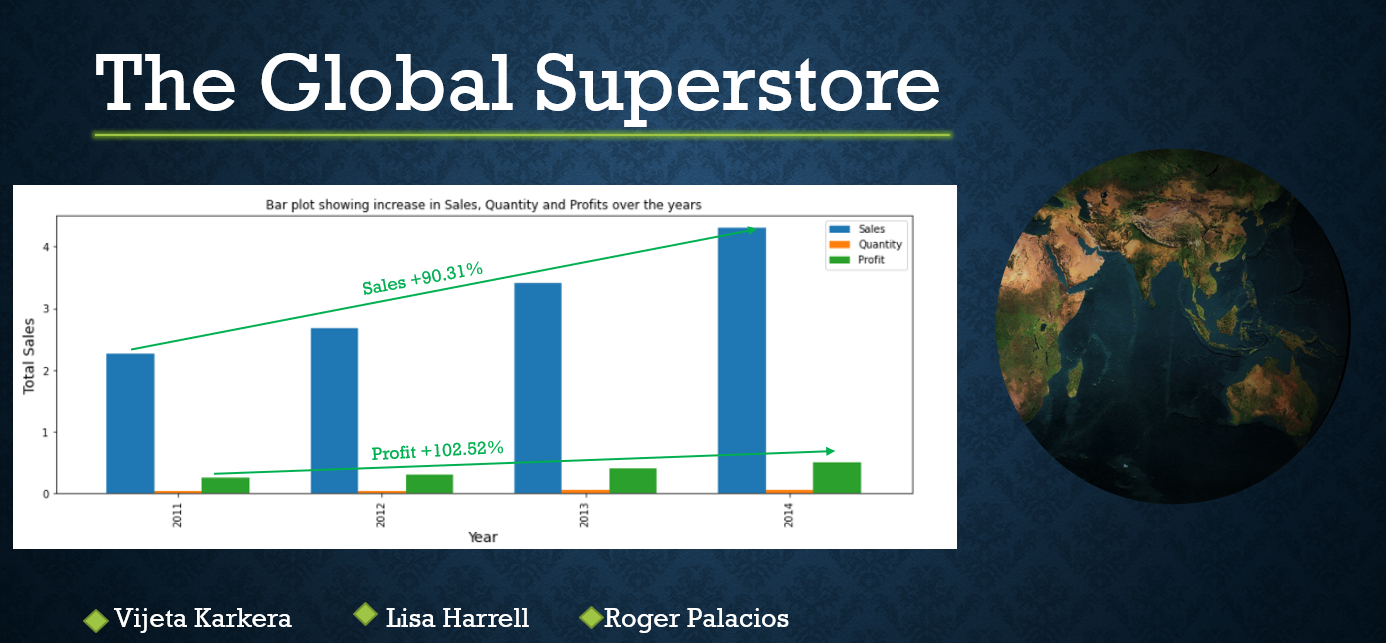 The Global Superstore
Bar plot showing increase in Sales, Quantity and Profits over the years
Sales
Quantity
Profit
Sales +90.31%
Profit +102.52%
Total Sales
4
3
2
1
0
2011
2012
2013
2014
Year
Vijeta Karkera
Lisa Harrell
Roger Palacios